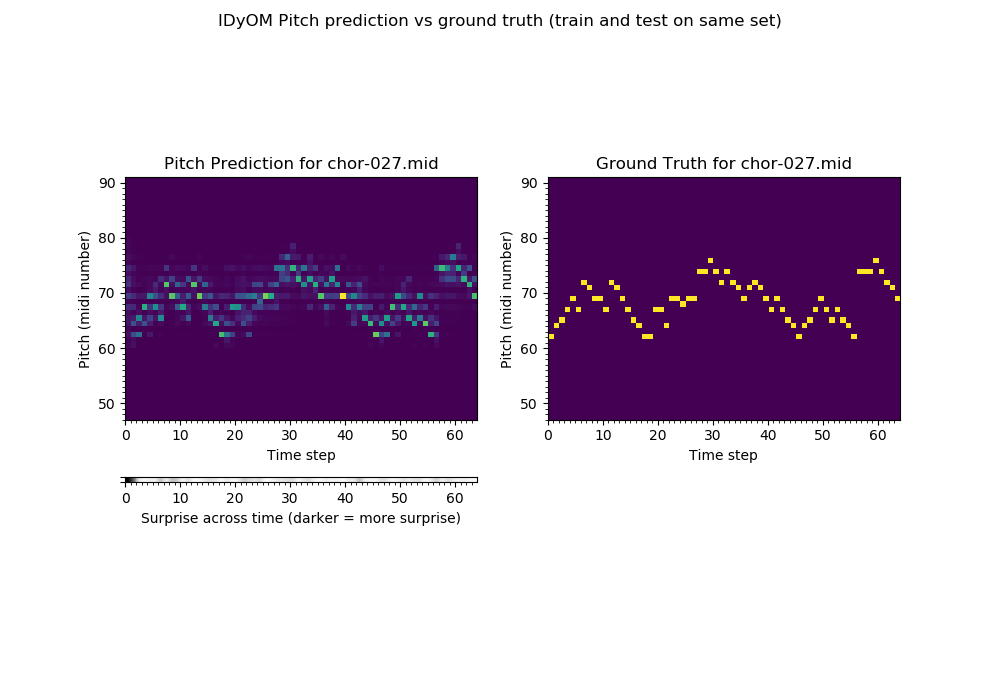 IDyOM Pitch prediction vs ground truth (train and test on same set)
Pitch Prediction for chor-027.mid
Pitch (midi number)
90
80
70
60
50
0 10 20 30 40 50 60
Time step
0 10 20 30 40 50 60
Surprise across time (darker = more surprise)
Ground Truth for chor-027.mid
Pitch (midi number)
90
80
70
60
50
0 10 20 30 40 50 60
Time step